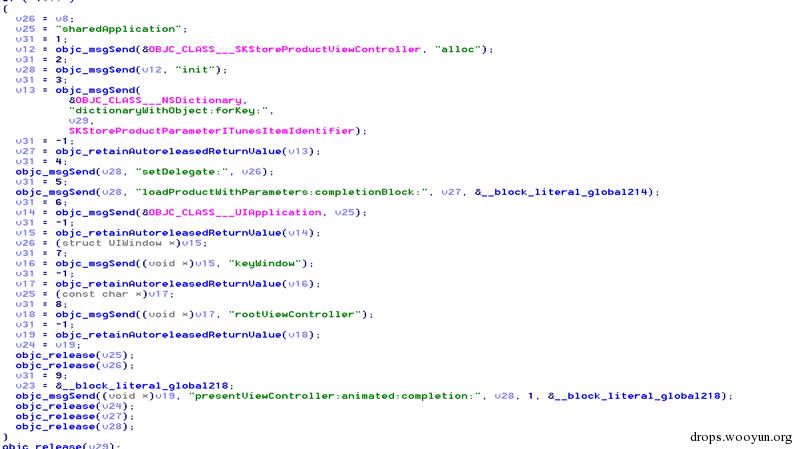 {
v26 = v8;
v25 = "sharedApplication";
v31 = 1;
v12 = objc_msgSend(&OBJC_CLASS___SKStoreProductViewController, "alloc");
v31 = 2;
v28 = objc_msgSend(v12, "init");
v31 = 3;
v13 = objc_msgSend(
&OBJC_CLASS___NSDictionary,
"dictionaryWithObject:forKey:",
v29,
SKStoreProductParameterITunesItemIdentifier);
v31 = -1;
v27 = objc_retainAutoreleasedReturnValue(v13);
v31 = 4;
objc_msgSend(v28, "setDelegate:", v26);
v31 = 5;
objc_msgSend(v28, "loadProductWithParameters:completionBlock:", v27, &__block_literal_global214);
v31 = 6;
v14 = objc_msgSend(&OBJC_CLASS___UIApplication, v25);
v31 = -1;
v15 = objc_retainAutoreleasedReturnValue(v14);
v26 = (struct UIWindow *)v15;
v31 = 7;
v16 = objc_msgSend((void *)v15, "keyWindow");
v31 = -1;
v17 = objc_retainAutoreleasedReturnValue(v16);
v25 = (const char *)v17;
v31 = 8;
v18 = objc_msgSend((void *)v17, "rootViewController");
v31 = -1;
v19 = objc_retainAutoreleasedReturnValue(v18);
v24 = v19;
objc_release(v25);
objc_release(v26);
v31 = 9;
v23 = &__block_literal_global218;
objc_msgSend((void *)v19, "presentViewController:animated:completion:", v28, 1, &__block_literal_global218);
objc_release(v24);
objc_release(v27);
objc_release(v28);
}
objc_release(v29);
drops.wooyun.org